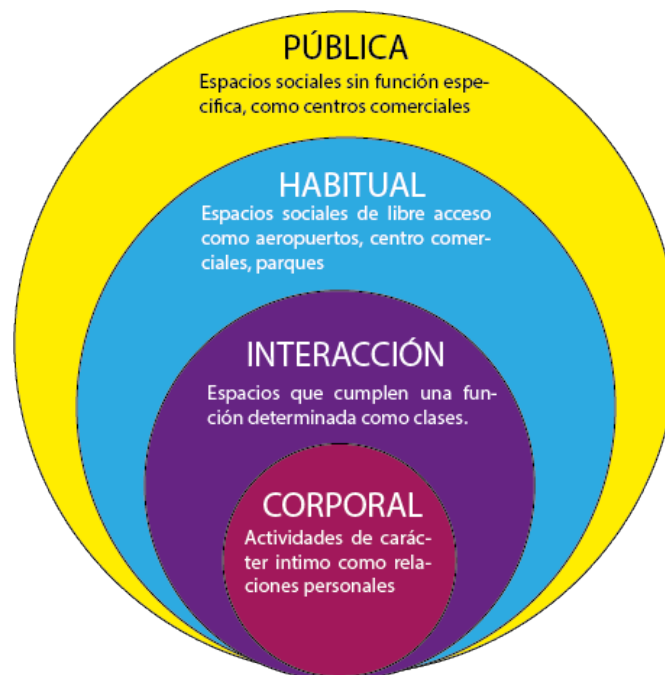 PÚBLICA
Espacios sociales sin función espe-
cifica, como centros comerciales
HABITUAL
Espacios sociales de libre acceso
como aeropuertos, centro comer-
ciales, parques
INTERACCIÓN
Espacios que cumplen una fun-
ción determinada como clases.
CORPORAL
Actividades de carác-
ter intimo como rela-
ciones personales